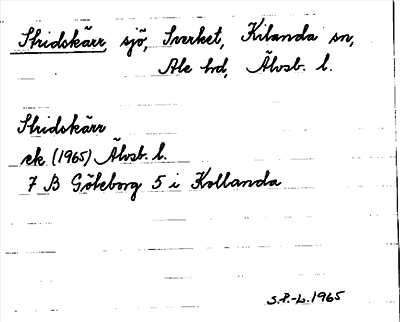 Stridskärr, sjö, Sverket, Kilanda sn,
Ale hd, Älvsb. l.
Stridskärr
ek (1965) Älvsb. l.
7 B Göteborg 5 i Kollanda
S.P.-L. 1965